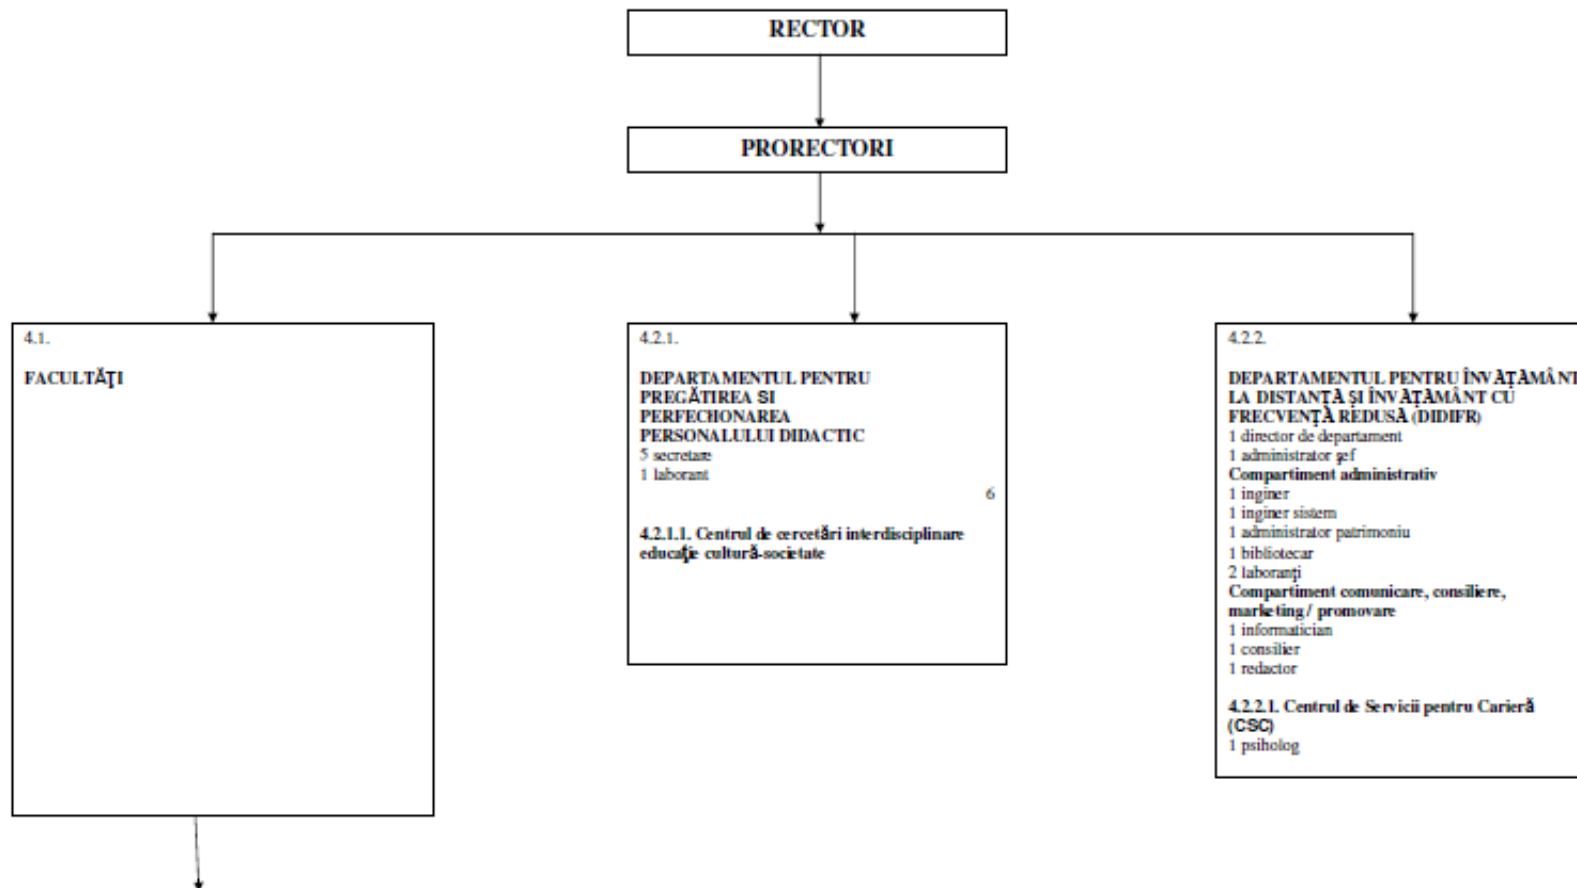 RECTOR
PRORECTORI
4.1.
FACULTĂŢI
4.2.1.
DEPARTAMENTUL PENTRU
PREGĂTIREA SI
PERFECŢIONAREA
PERSONALULUI DIDACTIC
5 secretare
1 laborant
6
4.2.1.1. Centrul de cercetări interdisciplinare
educaţie cultură-societate
4.2.2.
DEPARTAMENTUL PENTRU ÎNVĂŢĂMÂNT
LA DISTANŢĂ ŞI ÎNVĂŢĂMÂNT CU
FRECVENŢĂ REDUSĂ (DIDIFR)
1 director de departament
1 administrator şef
Compartiment administrativ
1 inginer
1 inginer sistem
1 administrator patrimoniu
1 bibliotecar
2 laboranţi
Compartiment comunicare, consiliere,
marketing / promovare
1 informatician
1 consilier
1 redactor
4.2.2.1. Centrul de Servicii pentru Carieră
(CSC)
1 psiholog